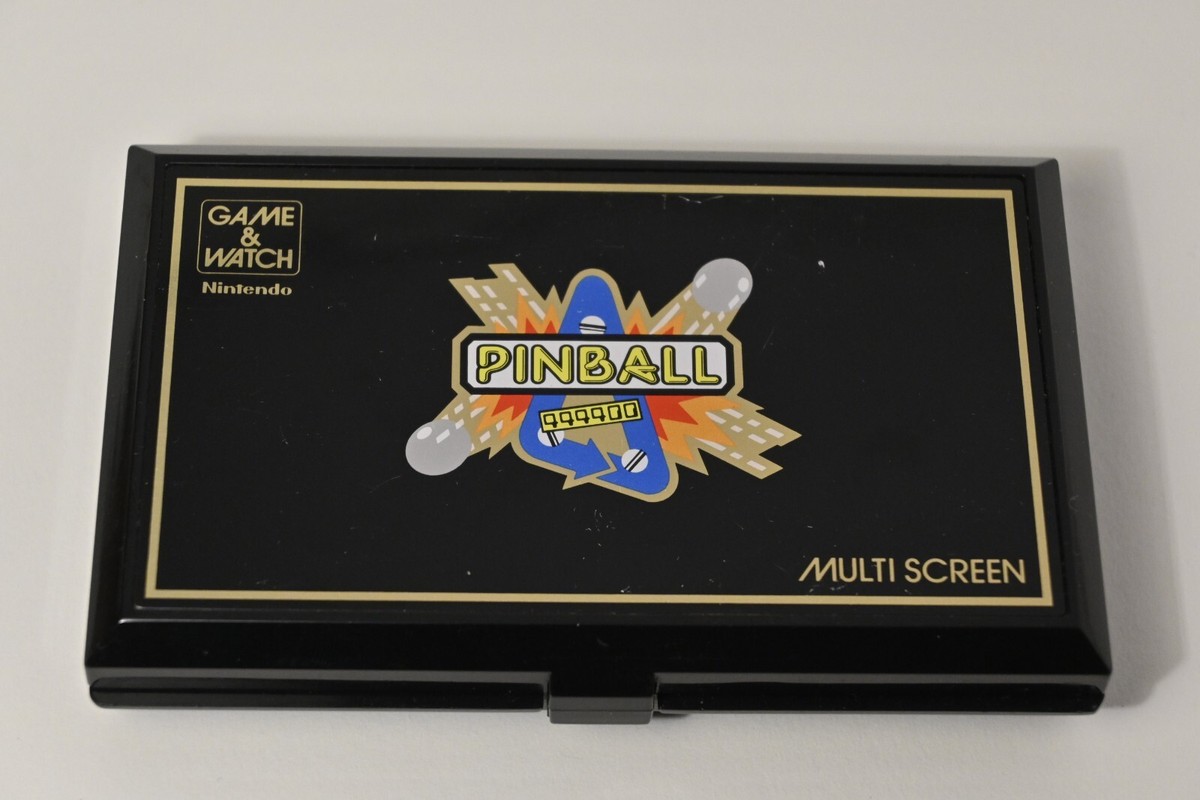 GAME
&
WATCH
Nintendo
PINBALL
999900
MULTI SCREEN